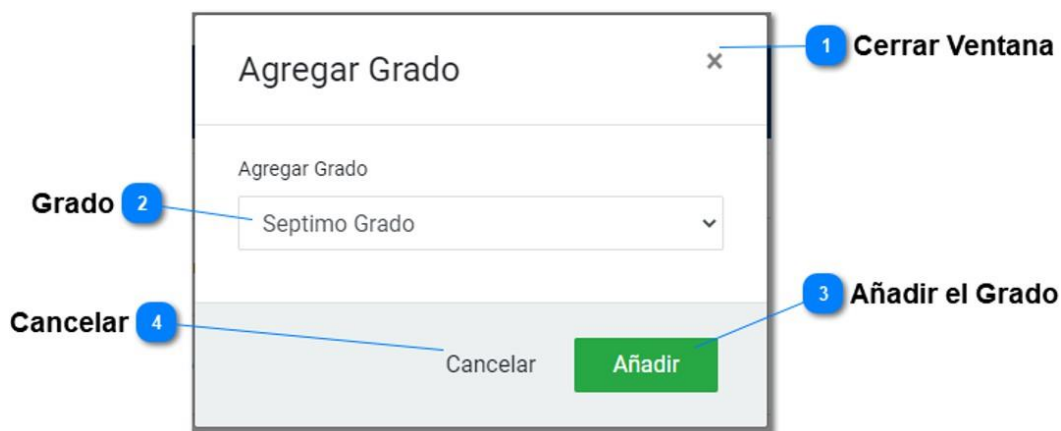 1 Cerrar Ventana
Agregar Grado ×
Agregar Grado
Grado 2
Septimo Grado
3 Añadir el Grado
Cancelar 4
Cancelar Añadir